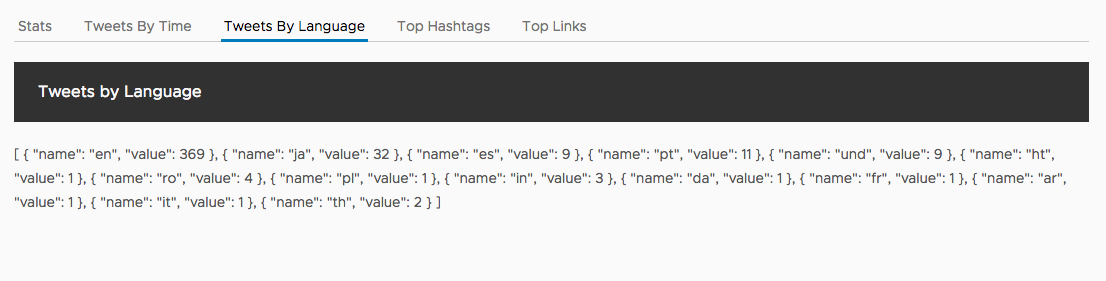 Stats Tweets By Time Tweets By Language Top Hashtags Top Links
Tweets by Language
[ { "name": "en", "value": 369 }, { "name": "ja", "value": 32 }, { "name": "es", "value": 9 }, { "name": "pt", "value": 11 }, { "name": "und", "value": 9 }, { "name": "ht",
"value": 1 }, { "name": "ro", "value": 4 }, { "name": "pl", "value": 1 }, { "name": "in", "value": 3 }, { "name": "da", "value": 1 }, { "name": "fr", "value": 1 }, { "name": "ar",
"value": 1 }, { "name": "it", "value": 1 }, { "name": "th", "value": 2 } ]